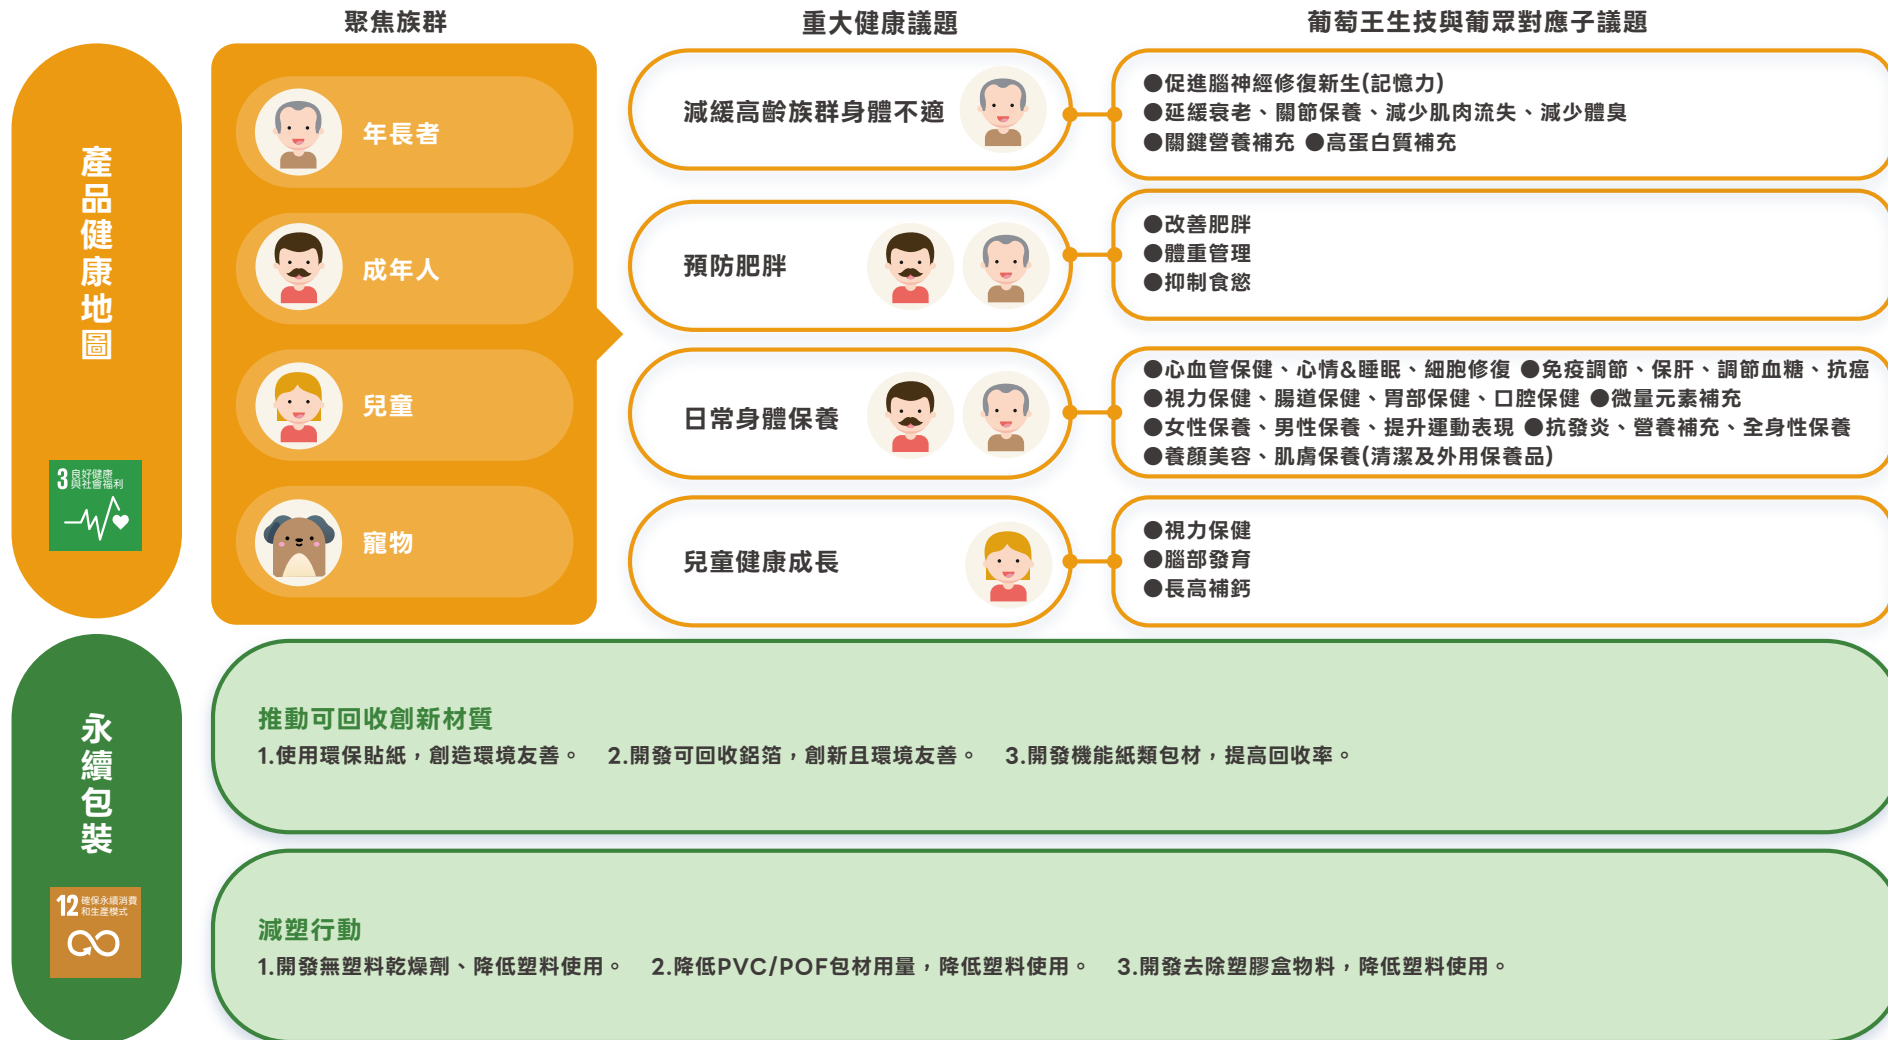 聚焦族群
重大健康議題
葡萄王生技與葡眾對應子議題
產品健康地圖
3 良好健康
與社會福利
年長者
成年人
兒童
寵物
減緩高齡族群身體不適
●促進腦神經修復新生(記憶力)
●延緩衰老、關節保養、減少肌肉流失、減少體臭
●關鍵營養補充 ●高蛋白質補充
預防肥胖
●改善肥胖
●體重管理
●抑制食慾
日常身體保養
●心血管保健、心情&睡眠、細胞修復 ●免疫調節、保肝、調節血糖、抗癌
●視力保健、腸道保健、胃部保健、口腔保健 ●微量元素補充
●女性保養、男性保養、提升運動表現 ●抗發炎、營養補充、全身性保養
●養顏美容、肌膚保養(清潔及外用保養品)
兒童健康成長
●視力保健
●腦部發育
●長高補鈣
永續包裝
12 確保永續消費
和生產模式
推動可回收創新材質
1.使用環保貼紙，創造環境友善。 2.開發可回收鋁箔，創新且環境友善。 3.開發機能紙類包材，提高回收率。
減塑行動
1.開發無塑料乾燥劑、降低塑料使用。 2.降低PVC/POF包材用量，降低塑料使用。 3.開發去除塑膠盒物料，降低塑料使用。